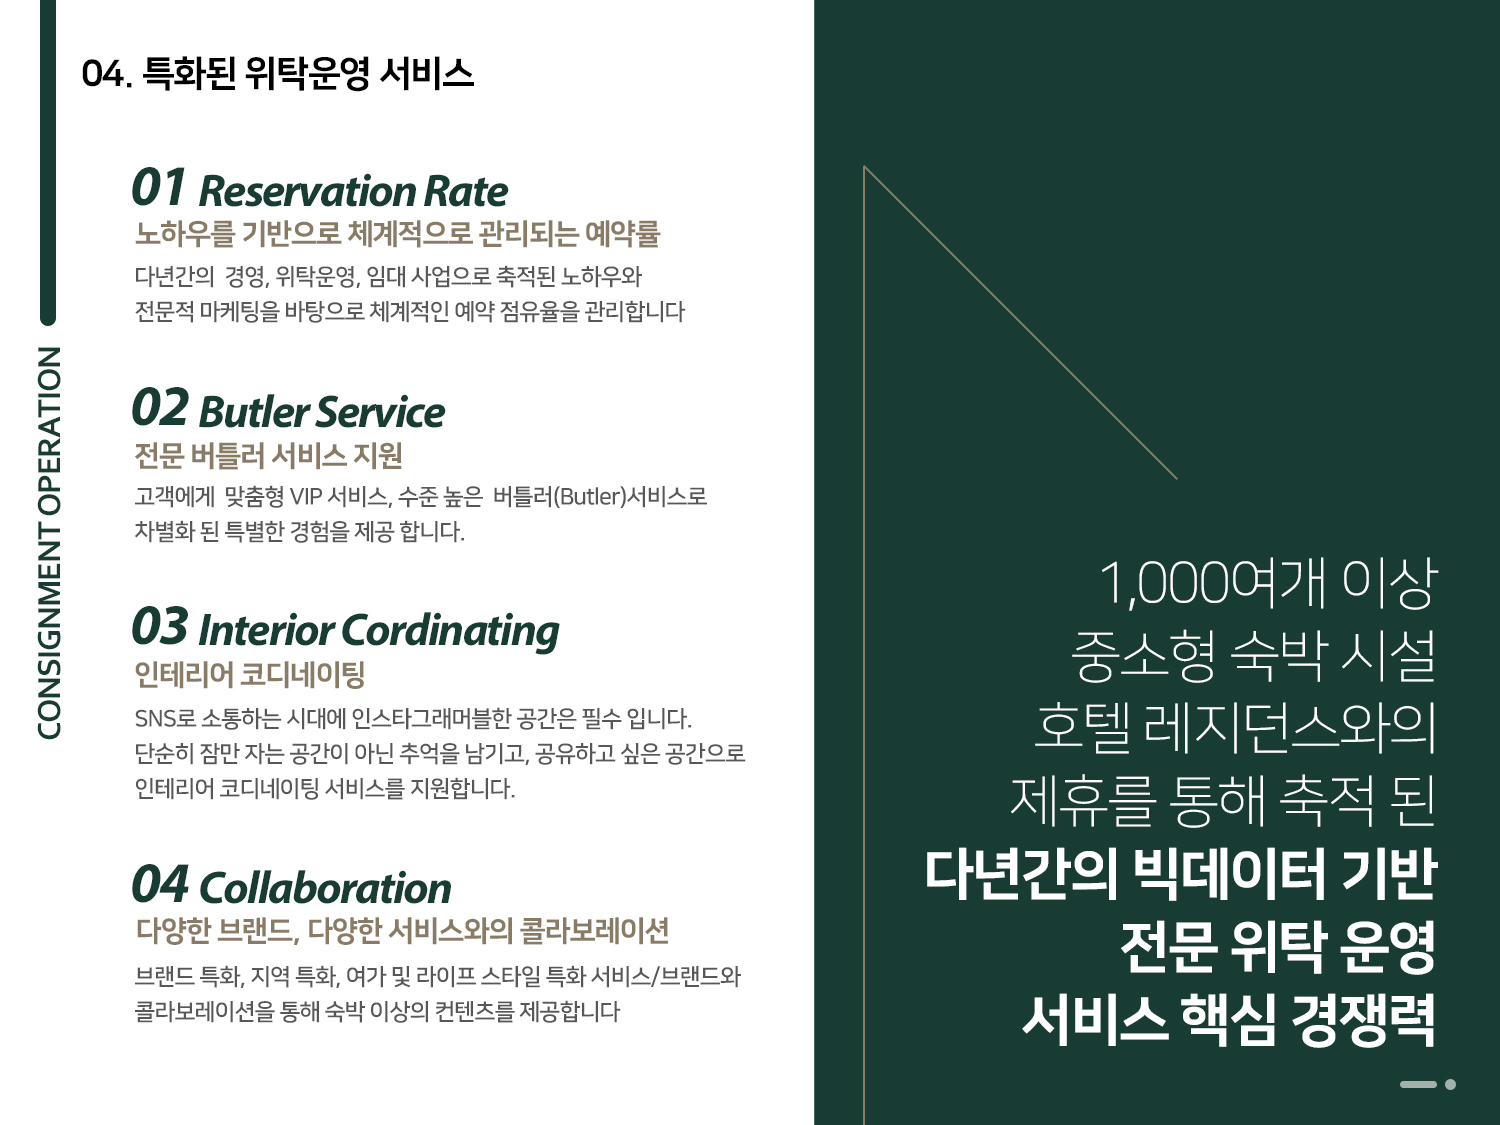 04. 특화된 위탁운영 서비스
CONSIGNMENT OPERATION
01 Reservation Rate
노하우를 기반으로 체계적으로 관리되는 예약률
다년간의 경영, 위탁운영, 임대 사업으로 축적된 노하우와
전문적 마케팅을 바탕으로 체계적인 예약 점유율을 관리합니다
02 Butler Service
전문 버틀러 서비스 지원
고객에게 맞춤형 VIP 서비스, 수준 높은 버틀러(Butler)서비스로
차별화 된 특별한 경험을 제공 합니다.
03 Interior Cordinating
인테리어 코디네이팅
SNS로 소통하는 시대에 인스타그래머블한 공간은 필수 입니다.
단순히 잠만 자는 공간이 아닌 추억을 남기고, 공유하고 싶은 공간으로
인테리어 코디네이팅 서비스를 지원합니다.
04 Collaboration
다양한 브랜드, 다양한 서비스와의 콜라보레이션
브랜드 특화, 지역 특화, 여가 및 라이프 스타일 특화 서비스/브랜드와
콜라보레이션을 통해 숙박 이상의 컨텐츠를 제공합니다
1,000여개 이상
중소형 숙박 시설
호텔 레지던스와의
제휴를 통해 축적 된
다년간의 빅데이터 기반
전문 위탁 운영
서비스 핵심 경쟁력